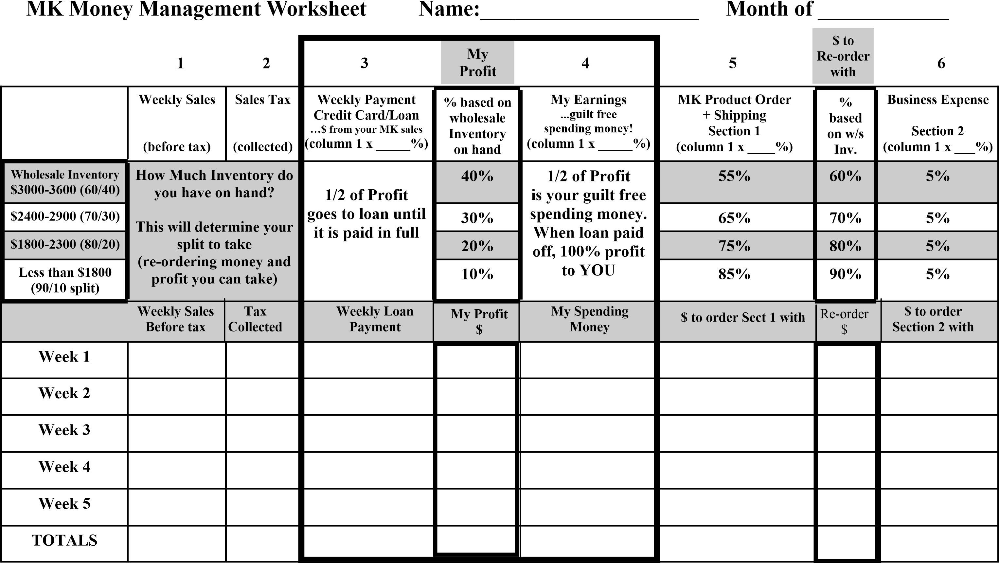 MK Money Management Worksheet Name:____________________ Month of ____________
1 2 3 My Profit 4 5 $ to Re-order with 6
Weekly Sales
(before tax)
Sales Tax
(collected)
Weekly Payment
Credit Card/Loan
…$ from your MK sales
(column 1 x _____%)
% based on
wholesale
Inventory
on hand
My Earnings
...guilt free
spending money!
(column 1 x _____%)
MK Product Order
+ Shipping
Section 1
(column 1 x ____%)
%
based
on w/s
Inv.
Business Expense
Section 2
(column 1 x ___%)
Wholesale Inventory
$3000-3600 (60/40)
$2400-2900 (70/30)
$1800-2300 (80/20)
Less than $1800
(90/10 split)
How Much Inventory do
you have on hand?
This will determine your
split to take
(re-ordering money and
profit you can take)
1/2 of Profit
goes to loan until
it is paid in full
40%
30%
20%
10%
1/2 of Profit
is your guilt free
spending money.
When loan paid
off, 100% profit
to YOU
55%
65%
75%
85%
60%
70%
80%
90%
5%
5%
5%
5%
Weekly Sales
Before tax
Tax
Collected
Weekly Loan
Payment
My Profit
$
My Spending
Money
$ to order Sect 1 with
Re-order
$
$ to order
Section 2 with
Week 1
Week 2
Week 3
Week 4
Week 5
TOTALS